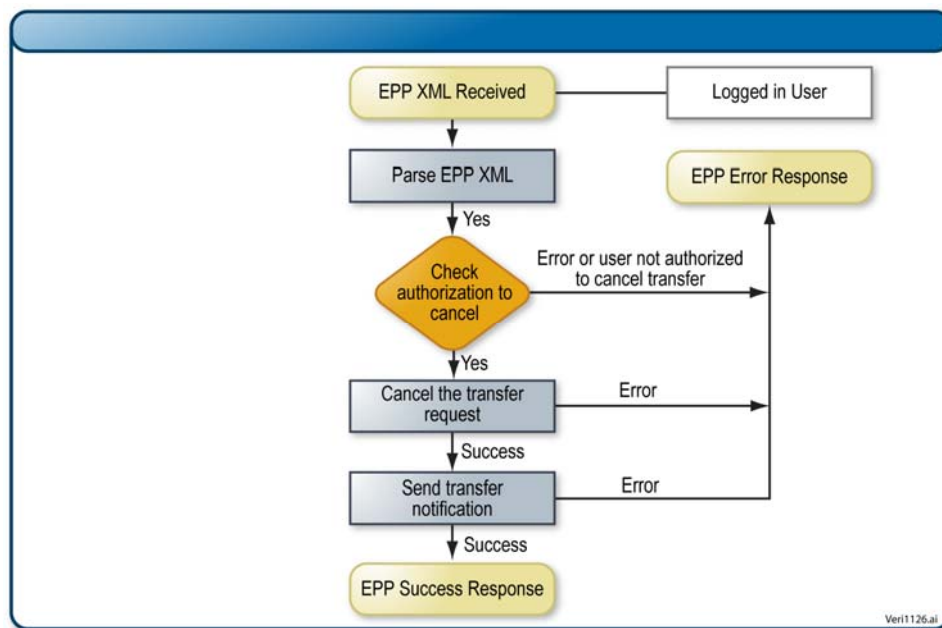 EPP XML Received
Logged in User
Parse EPP XML
EPP Error Response
Yes
Check
authorization to
cancel
Error or user not authorized
to cancel transfer
Yes
Cancel the transfer
request
Error
Success
Send transfer
notification
Error
Success
EPP Success Response
Veri1126.ai